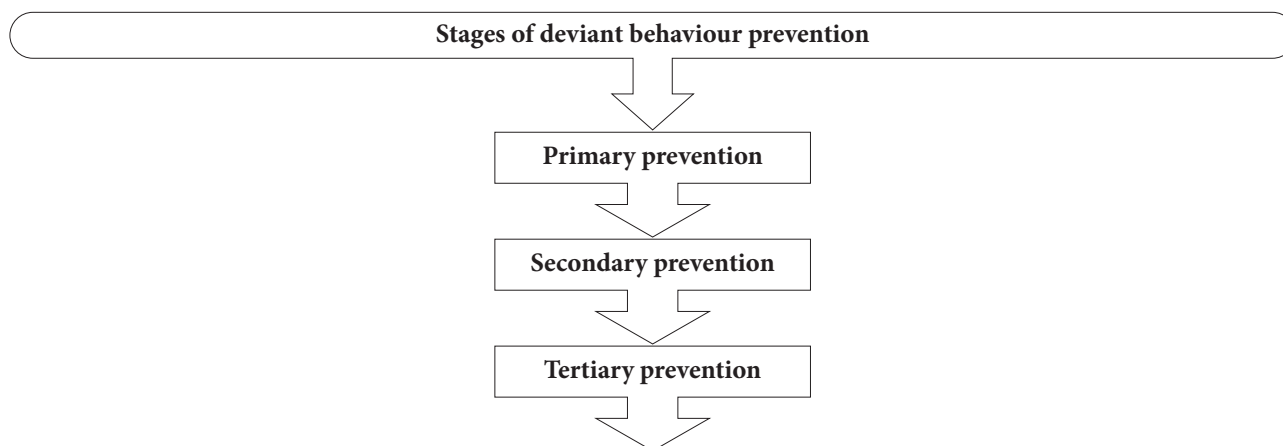 Stages of deviant behaviour prevention
Primary prevention
Secondary prevention
Tertiary prevention